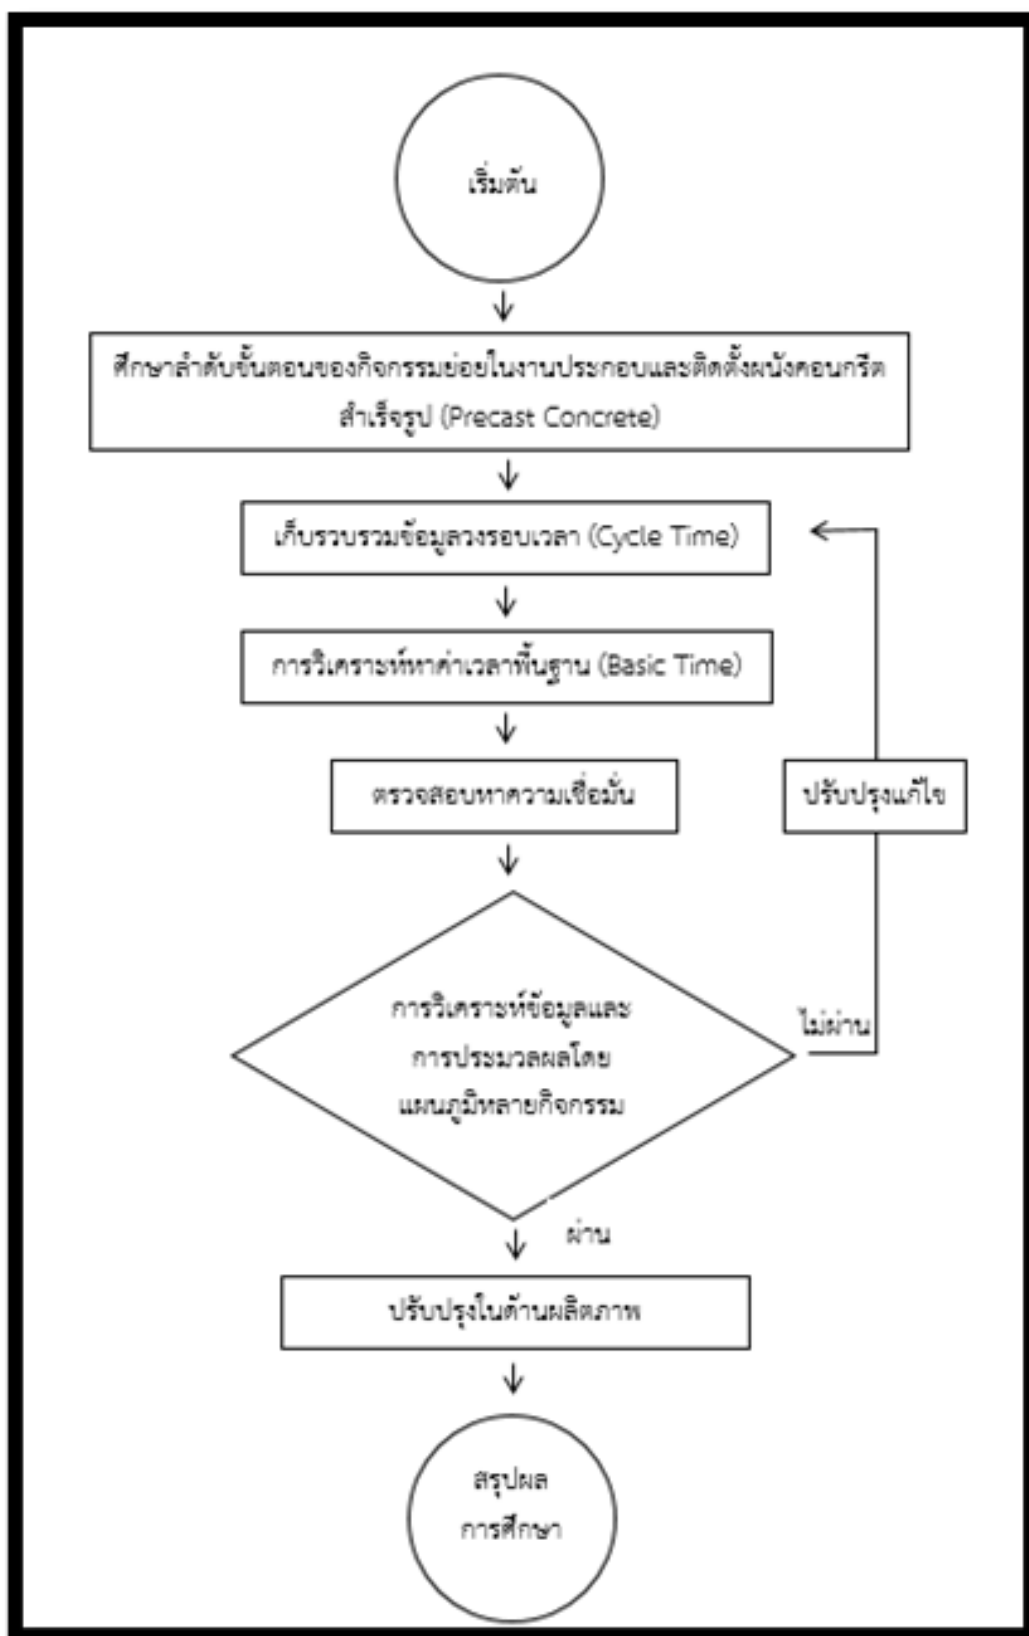 เริ่มต้น
ศึกษาลำดับขั้นตอนของกิจกรรมย่อยในงานประกอบและติดตั้งผนังคอนกรีต
สำเร็จรูป (Precast Concrete)
เก็บรวบรวมข้อมูลวงรอบเวลา (Cycle Time)
การวิเคราะห์หาค่าเวลาพื้นฐาน (Basic Time)
ตรวจสอบหาความเชื่อมั่น
ปรับปรุงแก้ไข
การวิเคราะห์ข้อมูลและ
การประมวลผลโดย
แผนภูมิหลายกิจกรรม
ไม่ผ่าน
ผ่าน
ปรับปรุงในด้านผลิตภาพ
สรุปผล
การศึกษา